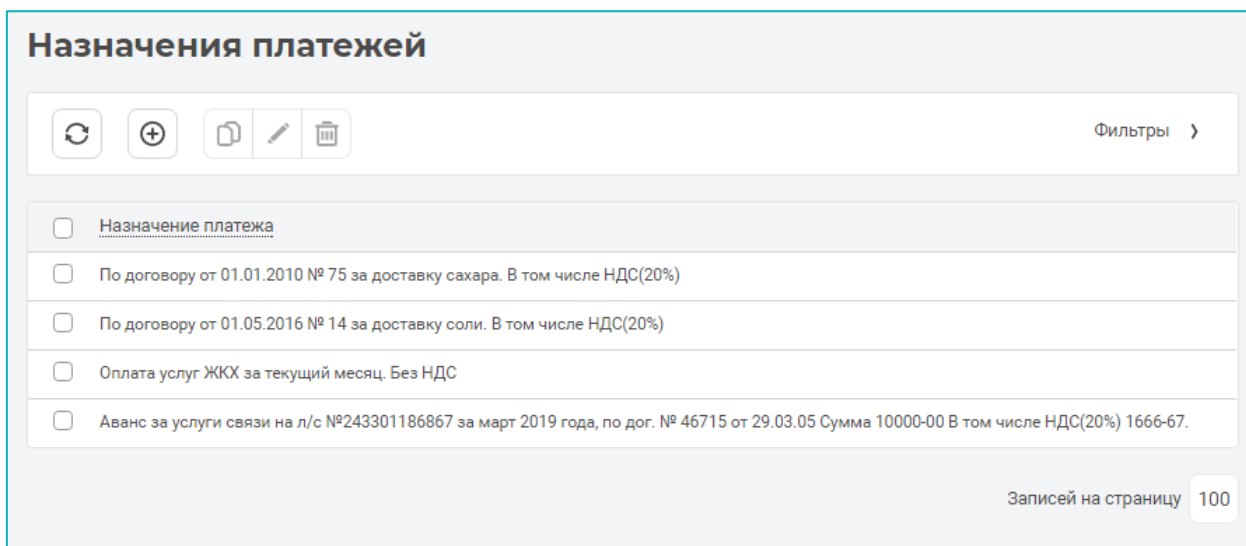 Назначения платежей
Фильтры
Назначение платежа
По договору от 01.01.2010 № 75 за доставку сахара. В том числе НДС(20%)
По договору от 01.05.2016 № 14 за доставку соли. В том числе НДС(20%)
Оплата услуг ЖКХ за текущий месяц. Без НДС
Аванс за услуги связи на л/с №243301186867 за март 2019 года, по дог. № 46715 от 29.03.05 Сумма 10000-00 В том числе НДС(20%) 1666-67.
Записей на страницу 100